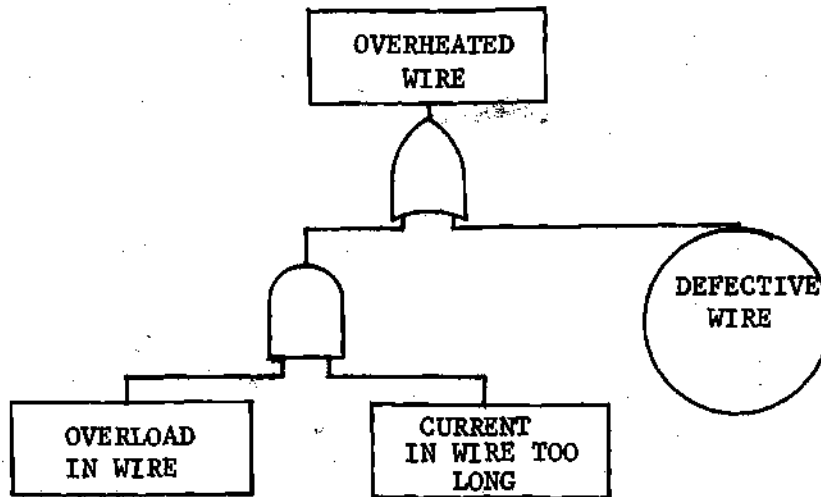 OVERHEATED
WIRE
DEFECTIVE
WIRE
OVERLOAD
IN WIRE
CURRENT
IN WIRE TOO
LONG